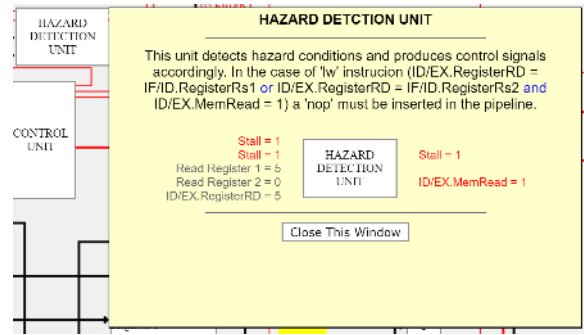 HAZARD
DETECTION
UNIT
CONTROL
UNIT
HAZARD DETCTION UNIT
This unit detects hazard conditions and produces control signals
accordingly. In the case of 'lw' instrucion (ID/EX.RegisterRD =
IF/ID.RegisterRs1 or ID/EX.RegisterRD = IF/ID.RegisterRs2 and
ID/EX.MemRead = 1) a 'nop' must be inserted in the pipeline.
Stall = 1
Stall = 1
Read Register 1 = 5
Read Register 2 = 0
ID/EX.RegisterRD = 5
HAZARD
DETECTION
UNIT
Stall = 1
ID/EX.MemRead = 1
Close This Window